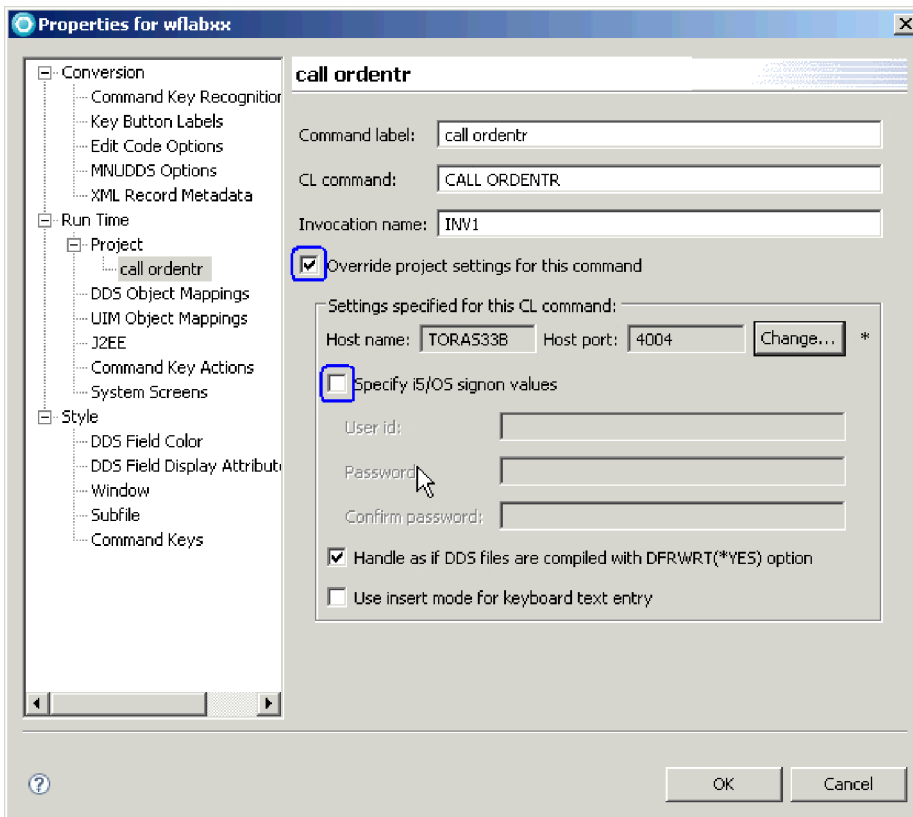 Properties for wflabxx
Conversion
Command Key Recognition
Key Button Labels
Edit Code Options
MNUDDS Options
XML Record Metadata
Run Time
Project
call ordentr
DDS Object Mappings
UIM Object Mappings
J2EE
Command Key Actions
System Screens
Style
DDS Field Color
DDS Field Display Attribut
Window
Subfile
Command Keys
call ordentr
Command label: call ordentr
CL command: CALL ORDENTR
Invocation name: INV1
Override project settings for this command
Settings specified for this CL command:
Host name: TORAS33B Host port: 4004 Change... *
Specify i5/OS signon values
User id:
Password
Confirm password:
Handle as if DDS files are compiled with DFRWRT(*YES) option
Use insert mode for keyboard text entry
? OK Cancel